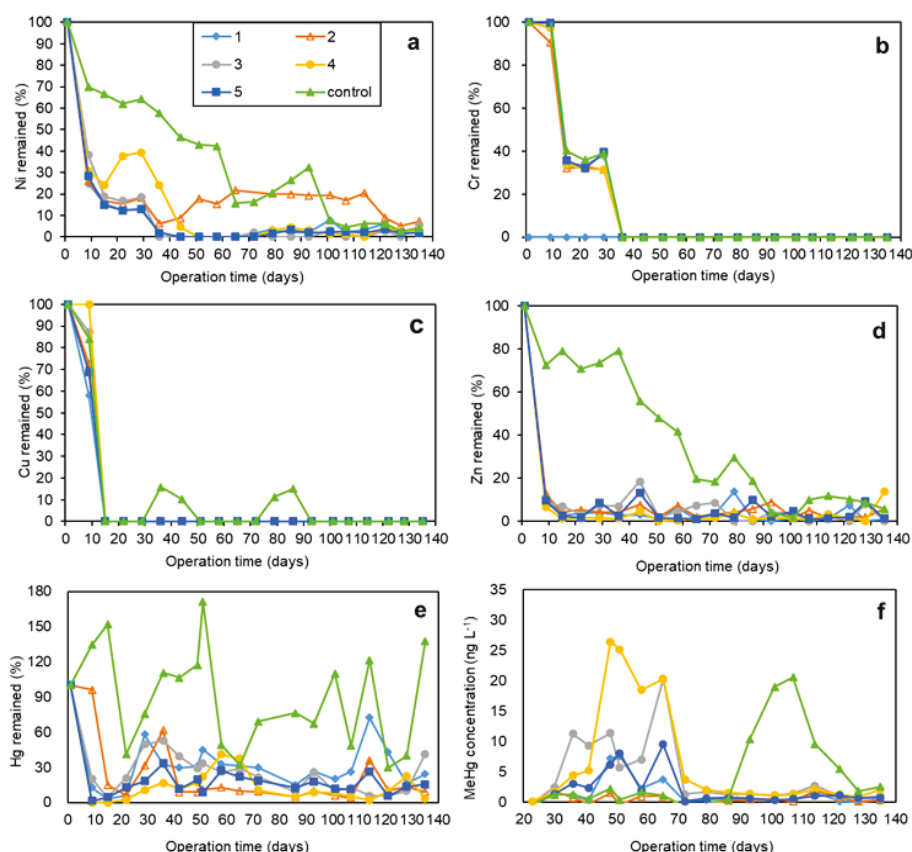 100
90
80
70
60
50
40
30
20
10
0
Ni remained (%)
0 10 20 30 40 50 60 70 80 90 100 110 120 130 140
Operation time (days)
a
1 2
3 4
5 control
100
80
60
40
20
0
Cr remained (%)
0 10 20 30 40 50 60 70 80 90 100 110 120 130 140
Operation time (days)
b
100
90
80
70
60
50
40
30
20
10
0
Cu remained (%)
0 10 20 30 40 50 60 70 80 90 100 110 120 130 140
Operation time (days)
c
100
80
60
40
20
0
Zn remained (%)
0 10 20 30 40 50 60 70 80 90 100 110 120 130 140
Operation time (days)
d
180
150
120
90
60
30
0
Hg remained (%)
0 10 20 30 40 50 60 70 80 90 100 110 120 130 140
Operation time (days)
e
35
30
25
20
15
10
5
0
MeHg concentration (ng L-1)
20 30 40 50 60 70 80 90 100 110 120 130 140
Operation time (days)
f